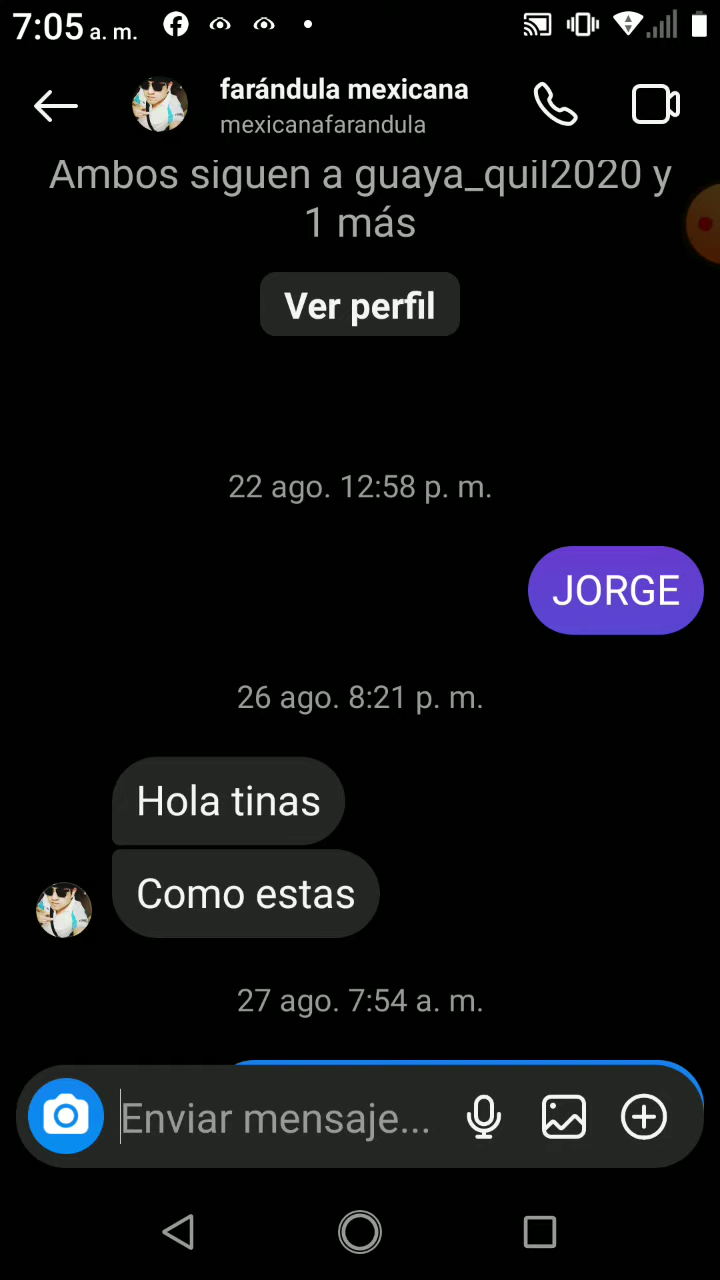 7:05 a. m.
farándula mexicana
mexicanafarandula
Ambos siguen a guaya_quil2020 y
1 más
Ver perfil
22 ago. 12:58 p. m.
JORGE
26 ago. 8:21 p. m.
Hola tinas
Como estas
27 ago. 7:54 a. m.
Enviar mensaje...